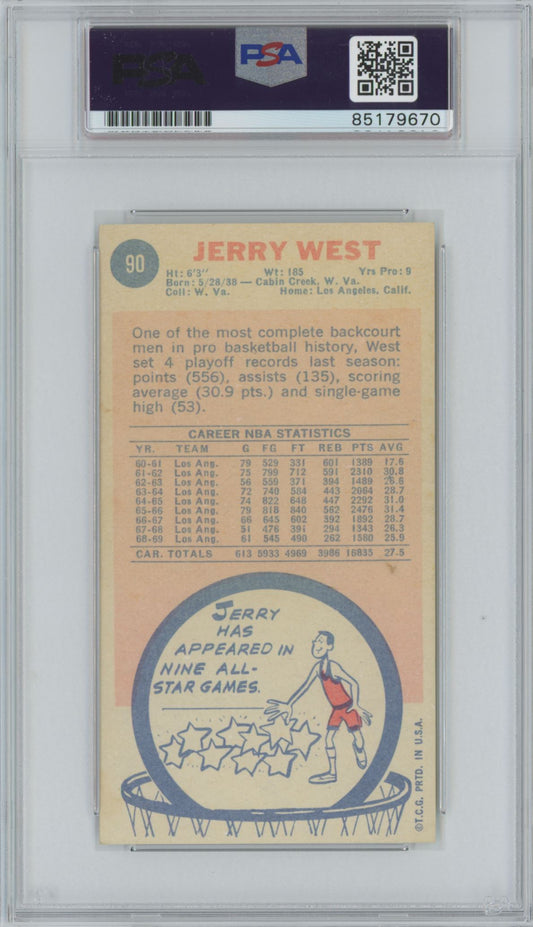 PSA
PSA
85179670
90
JERRY WEST
Ht: 6'3" Wt: 185 Yrs Pro: 9
Born: 5/28/38 — Cabin Creek, W. Va.
Coll: W. Va. Home: Los Angeles, Calif.
One of the most complete backcourt
men in pro basketball history, West
set 4 playoff records last season:
points (556), assists (135), scoring
average (30.9 pts.) and single-game
high (53).
CAREER NBA STATISTICS
YR. TEAM G FG FT REB PTS AVG
60-61 Los Ang. 79 529 331 601 1389 17.6
61-62 Los Ang. 75 799 712 591 2310 30.8
62-63 Los Ang. 56 559 371 394 1489 26.6
63-64 Los Ang. 72 740 584 443 2064 28.7
64-65 Los Ang. 74 822 648 447 2292 31.0
65-66 Los Ang. 79 818 840 562 2476 31.4
66-67 Los Ang. 66 645 602 392 1892 28.7
67-68 Los Ang. 51 476 391 294 1343 26.3
68-69 Los Ang. 61 545 490 262 1580 25.9
CAR. TOTALS 613 5933 4969 3986 16835 27.5
JERRY
HAS
APPEARED IN
NINE ALL-
STAR GAMES.
©T.C.G. PRTD. IN U.S.A.